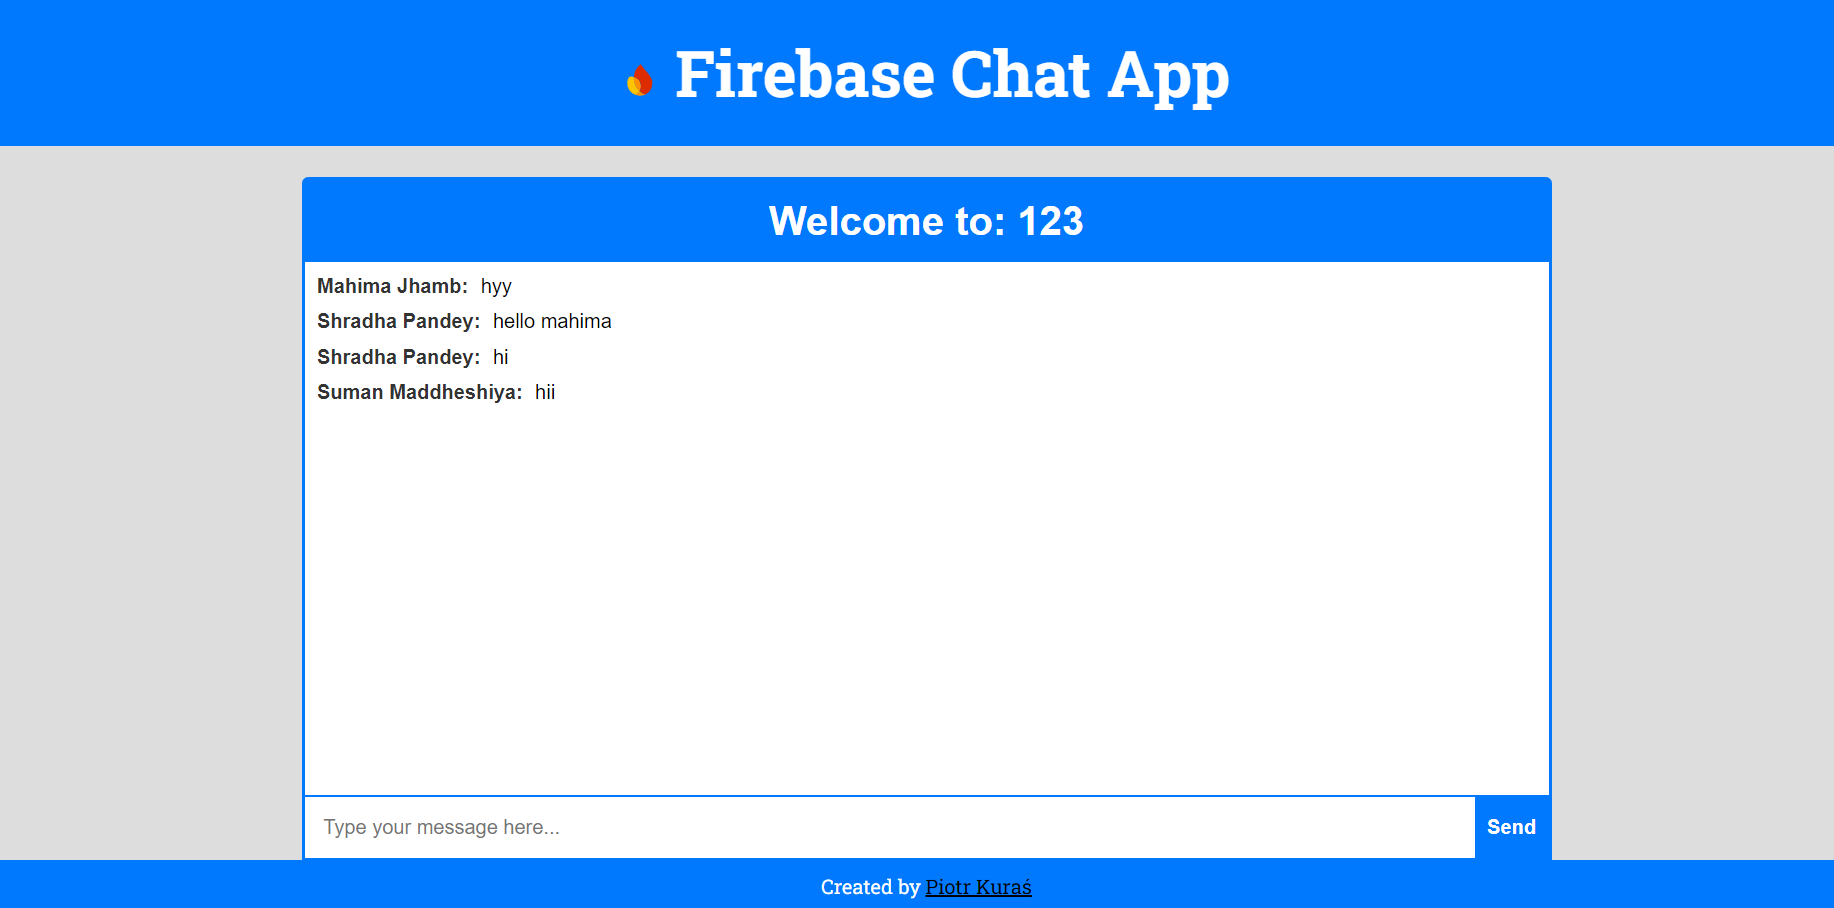 Firebase Chat App
Welcome to: 123
Mahima Jhamb: hyy
Shradha Pandey: hello mahima
Shradha Pandey: hi
Suman Maddheshiya: hii
Type your message here...
Send
Created by Piotr Kuraś